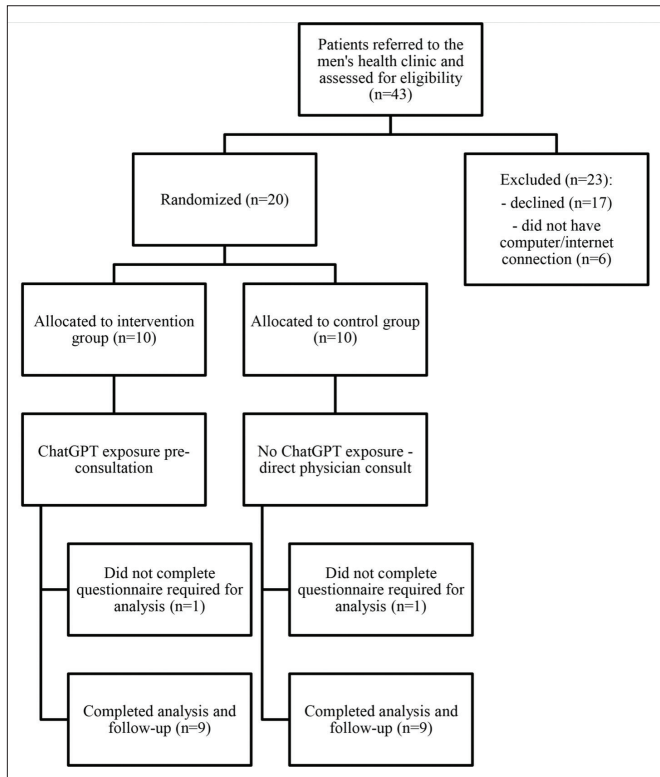 Patients referred to the
men's health clinic and
assessed for eligibility
(n=43)
Randomized (n=20)
Excluded (n=23):
- declined (n=17)
- did not have
computer/internet
connection (n=6)
Allocated to intervention
group (n=10)
Allocated to control group
(n=10)
ChatGPT exposure pre-
consultation
No ChatGPT exposure -
direct physician consult
Did not complete
questionnaire required for
analysis (n=1)
Did not complete
questionnaire required for
analysis (n=1)
Completed analysis and
follow-up (n=9)
Completed analysis and
follow-up (n=9)